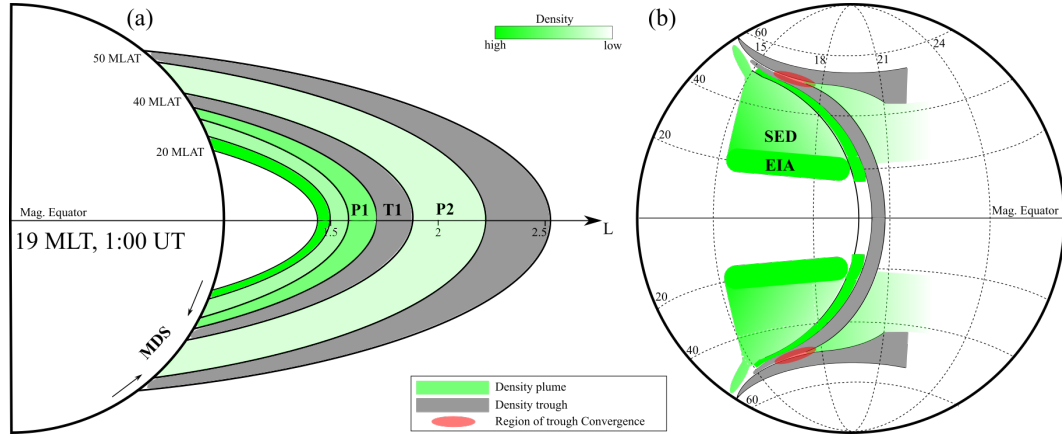 (a)
50 MLAT
40 MLAT
20 MLAT
Mag. Equator
19 MLT, 1:00 UT
MDS
P1
T1
P2
1.5
2
2.5
L
Density
high
low
(b)
60
15
18
21
24
40
20
SED
EIA
Mag. Equator
20
40
60
Density plume
Density trough
Region of trough Convergence